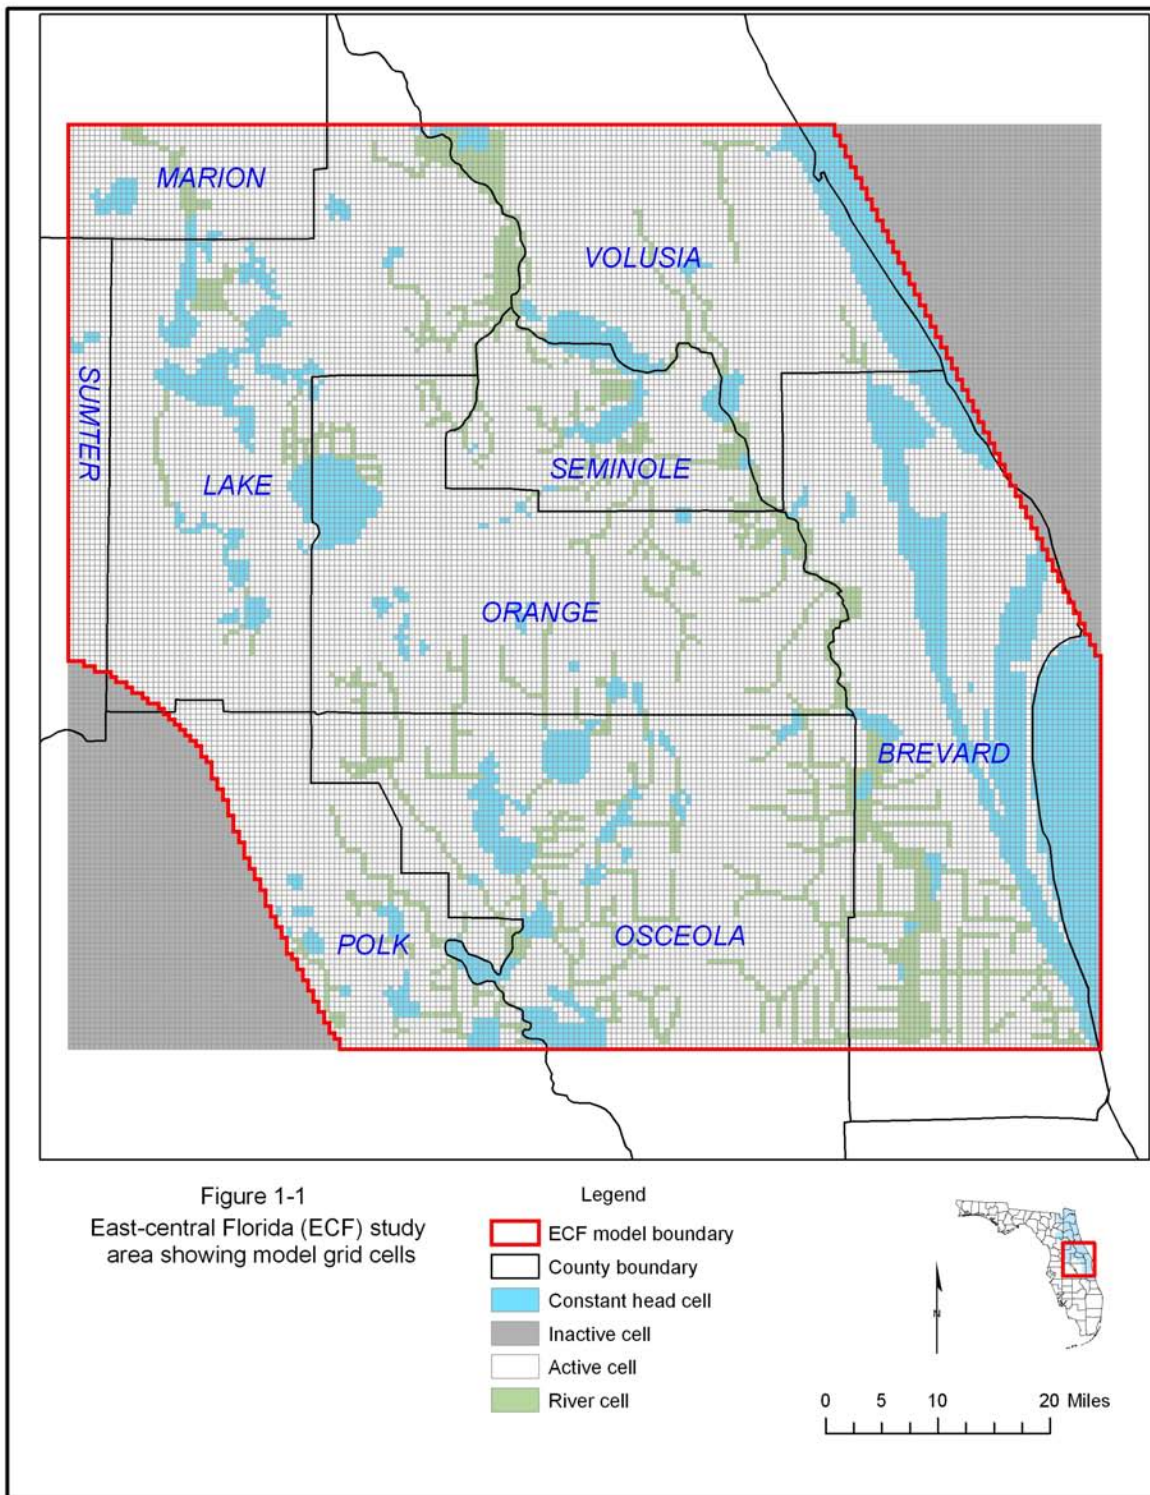 MARION
VOLUSIA
SUMTER
LAKE
SEMINOLE
ORANGE
BREVARD
POLK
OSCEOLA
Figure 1-1
East-central Florida (ECF) study
area showing model grid cells
Legend
ECF model boundary
County boundary
Constant head cell
Inactive cell
Active cell
River cell
N
0 5 10 20 Miles